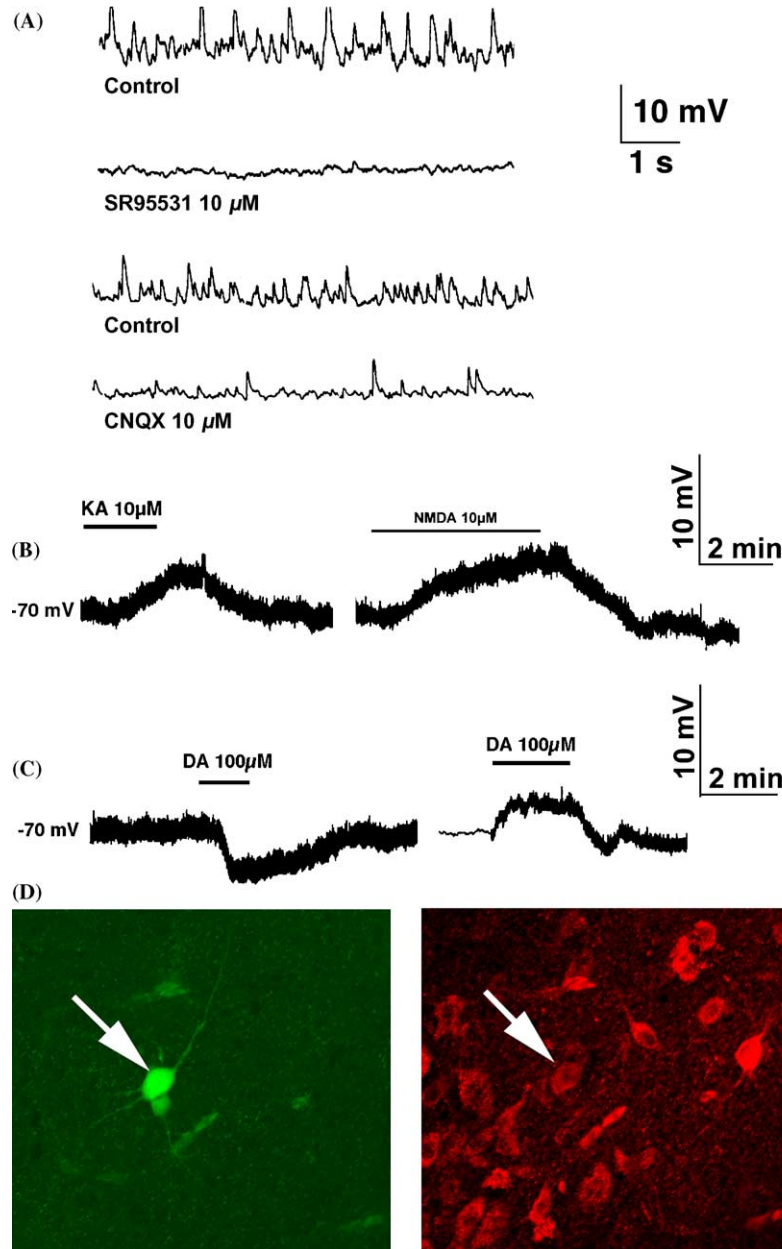 (A)
Control
10 mV
1 s
SR95531 10 µM
Control
CNQX 10 µM
(B)
KA 10µM
NMDA 10µM
10 mV
2 min
-70 mV
(C)
DA 100µM
DA 100µM
10 mV
2 min
-70 mV
(D)